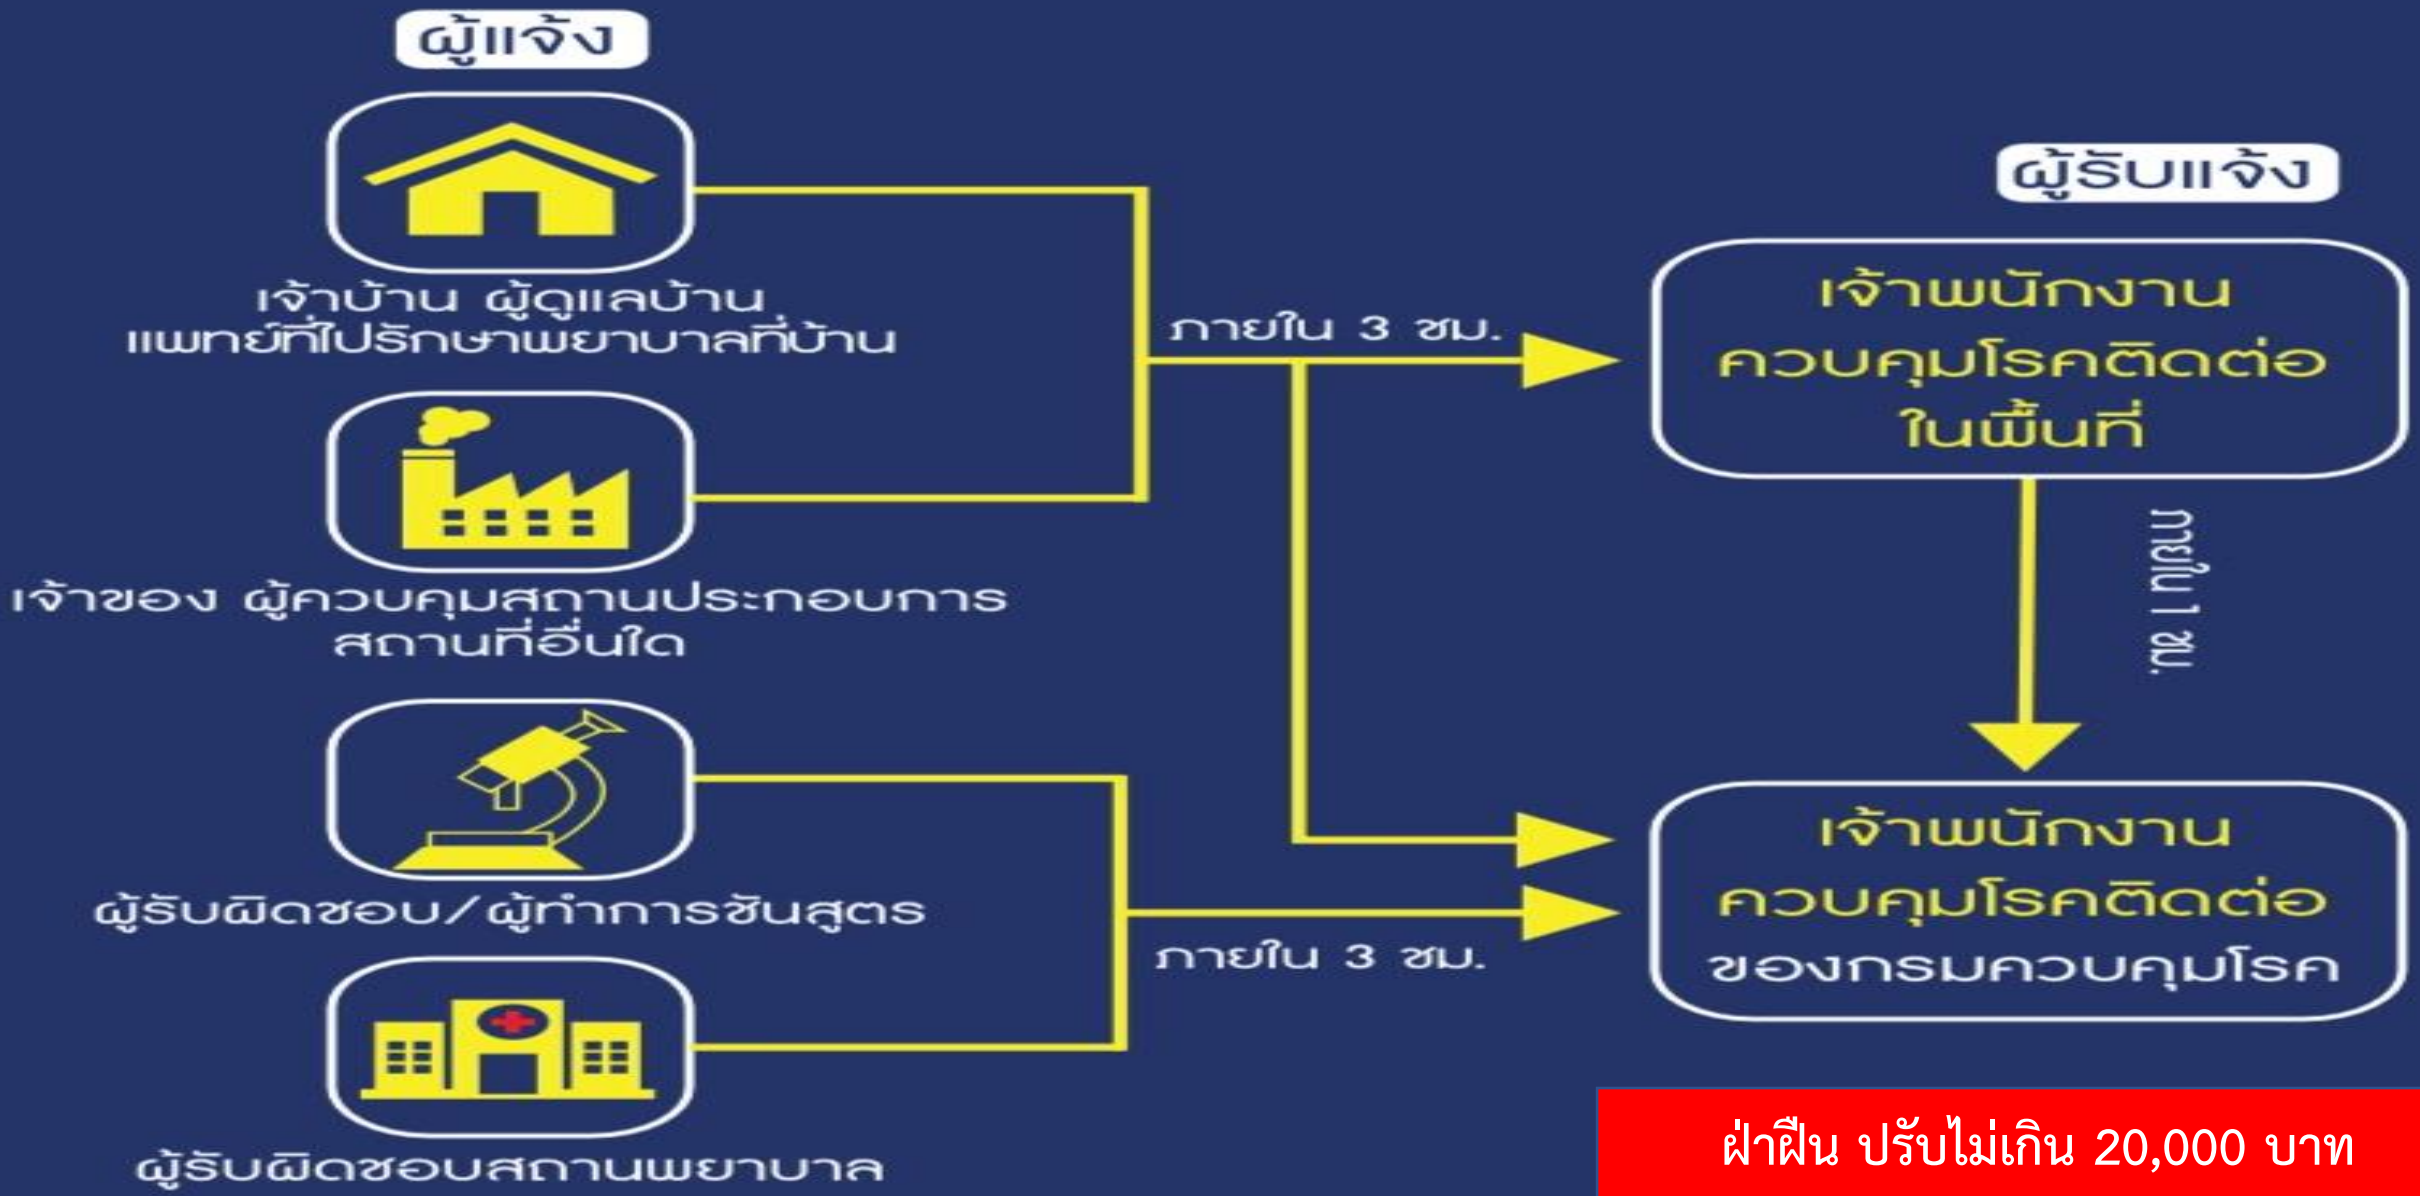 ผู้แจ้ง
เจ้าบ้าน ผู้ดูแลบ้าน
แพทย์ที่ไปรักษาพยาบาลที่บ้าน
เจ้าของ ผู้ควบคุมสถานประกอบการ
สถานที่อื่นใด
ผู้รับผิดชอบ/ผู้ทำการชันสูตร
ผู้รับผิดชอบสถานพยาบาล
ภายใน 3 ชม.
ภายใน 3 ชม.
ผู้รับแจ้ง
เจ้าพนักงาน
ควบคุมโรคติดต่อ
ในพื้นที่
ภายใน 1 ชม.
เจ้าพนักงาน
ควบคุมโรคติดต่อ
ของกรมควบคุมโรค
ฝ่าฝืน ปรับไม่เกิน 20,000 บาท